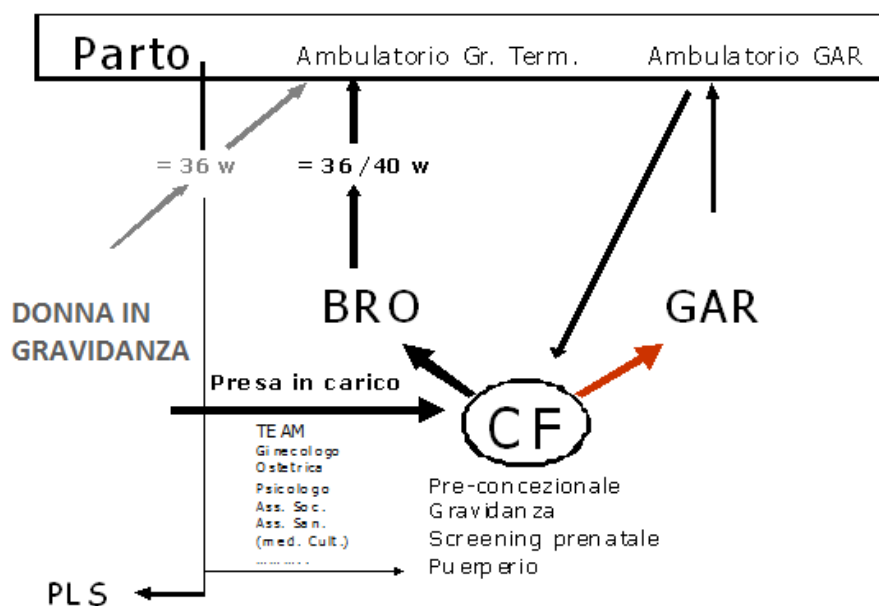 Parto
Ambulatorio Gr. Term.
Ambulatorio GAR
= 36 w
= 36 /40 w
DONNA IN
GRAVIDANZA
BRO
GAR
Presa in carico
CF
TEAM
Ginecologo
Ostetrica
Psicologo
Ass. Soc.
Ass. San.
(med. Cult.)
...........
Pre-concezionale
Gravidanza
Screening prenatale
Puerperio
PLS